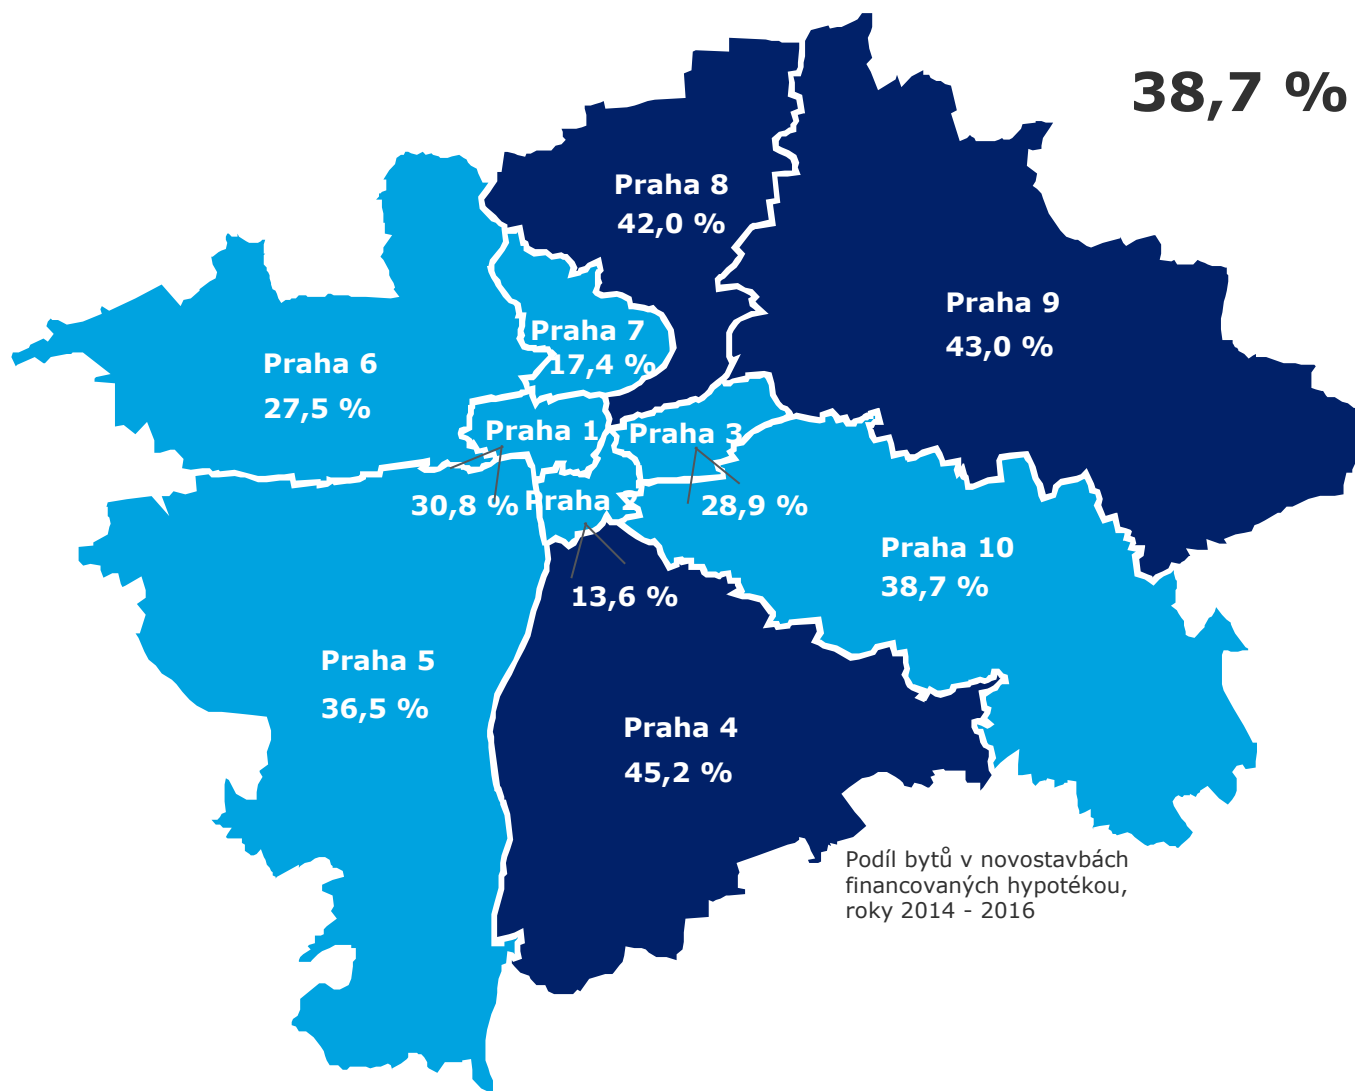 38,7 %
Praha 8
42,0 %
Praha 9
43,0 %
Praha 7
17,4 %
Praha 6
27,5 %
Praha 1
30,8 %
Praha 3
28,9 %
Praha 2
13,6 %
Praha 10
38,7 %
Praha 5
36,5 %
Praha 4
45,2 %
Podíl bytů v novostavbách
financovaných hypotékou,
roky 2014 - 2016